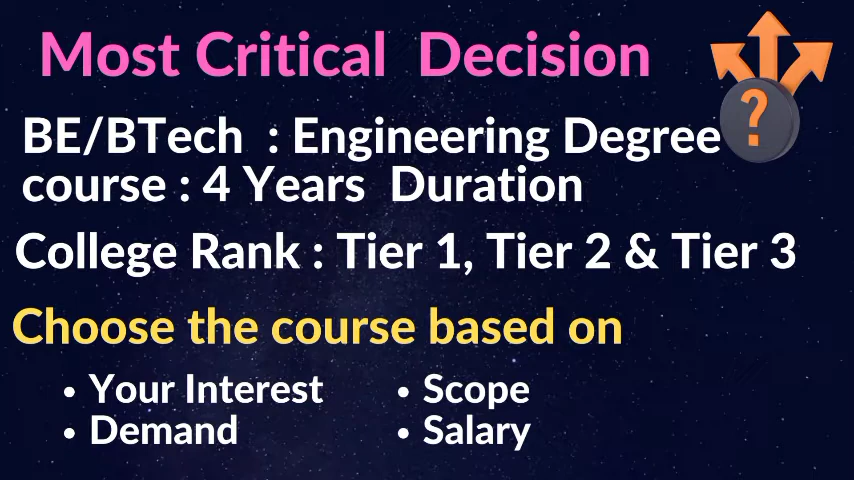 Most Critical Decision
BE/BTech : Engineering Degree
course : 4 Years Duration
College Rank : Tier 1, Tier 2 & Tier 3
Choose the course based on
• Your Interest
• Demand
• Scope
• Salary
?